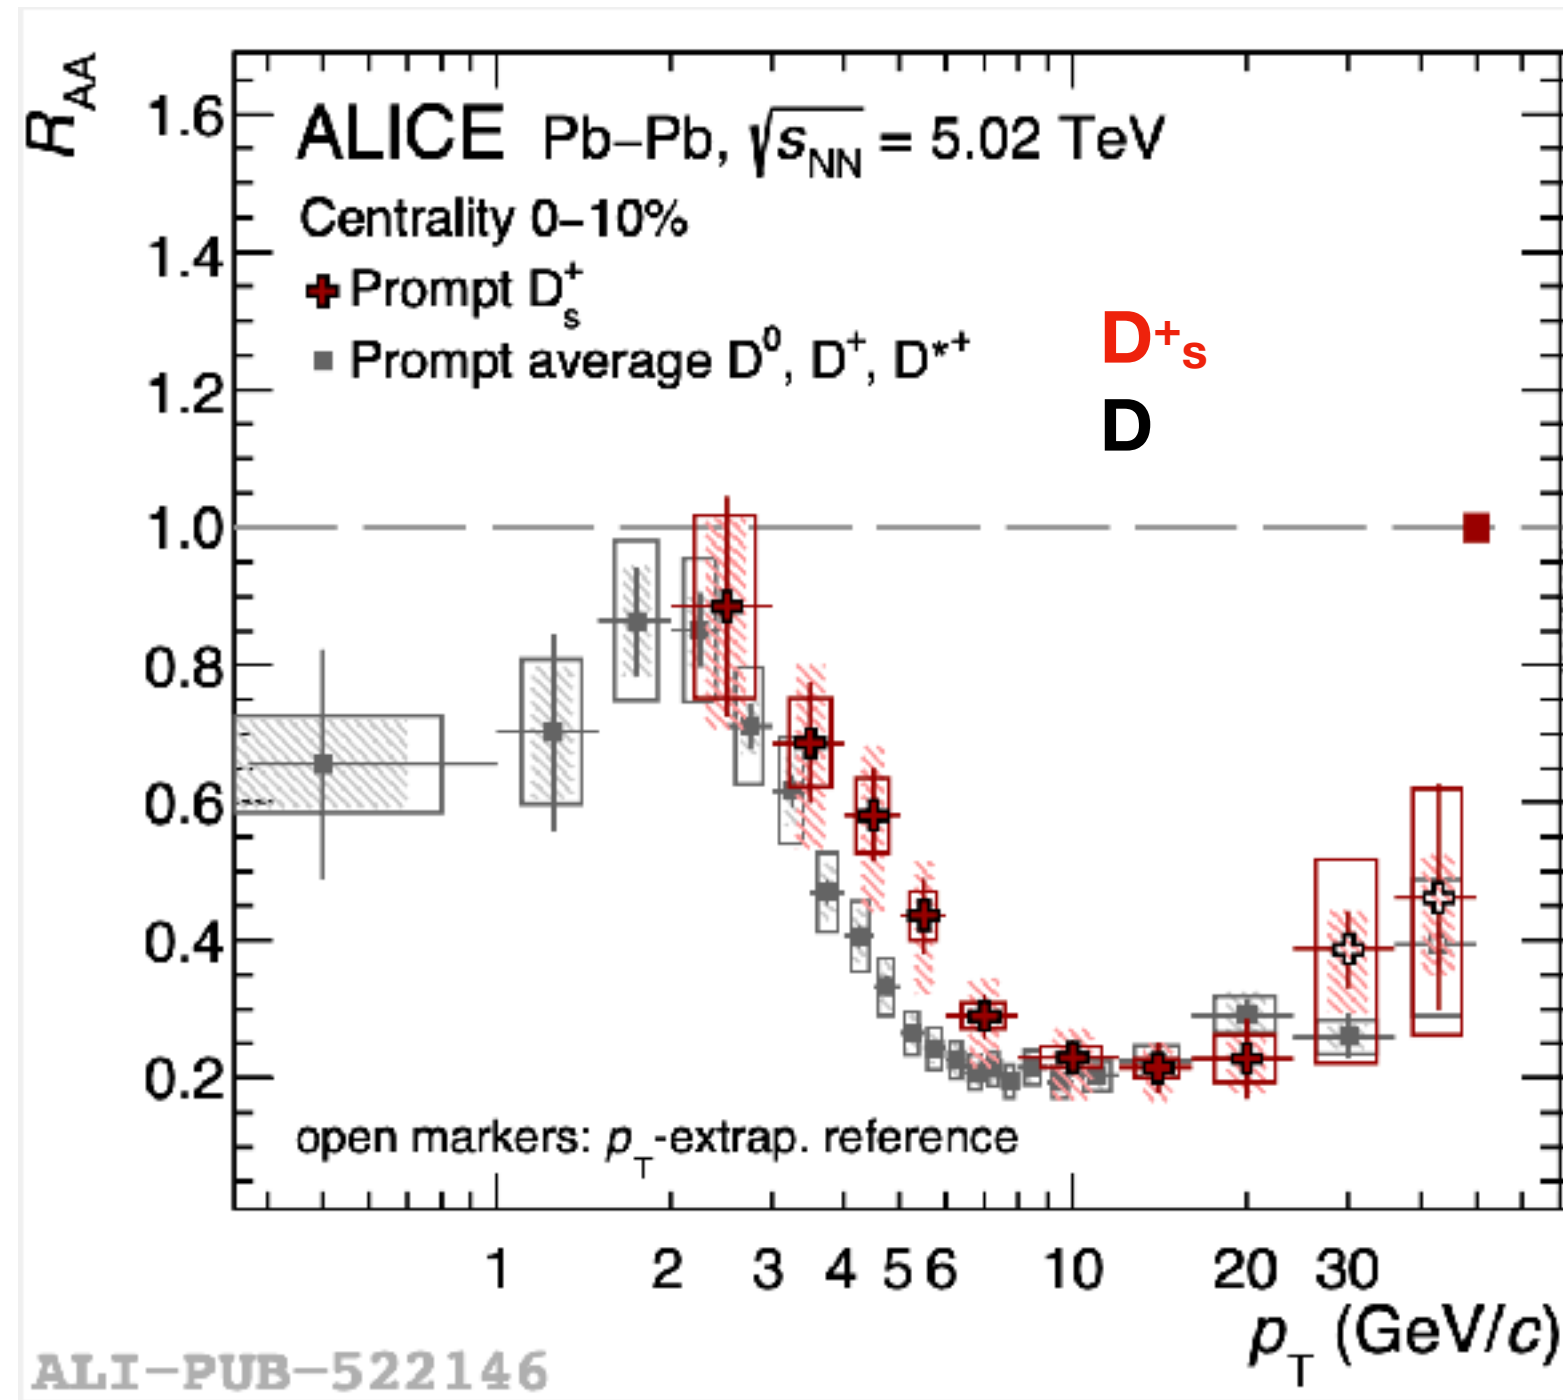 R_AA
1.6
1.4
1.2
1.0
0.8
0.6
0.4
0.2
ALICE Pb–Pb, √s_NN = 5.02 TeV
Centrality 0–10%
Prompt D_s^+
Prompt average D^0, D^+, D*^+
D^+_s
D
open markers: p_T-extrap. reference
1 2 3 4 5 6 10 20 30
p_T (GeV/c)
ALI-PUB-522146